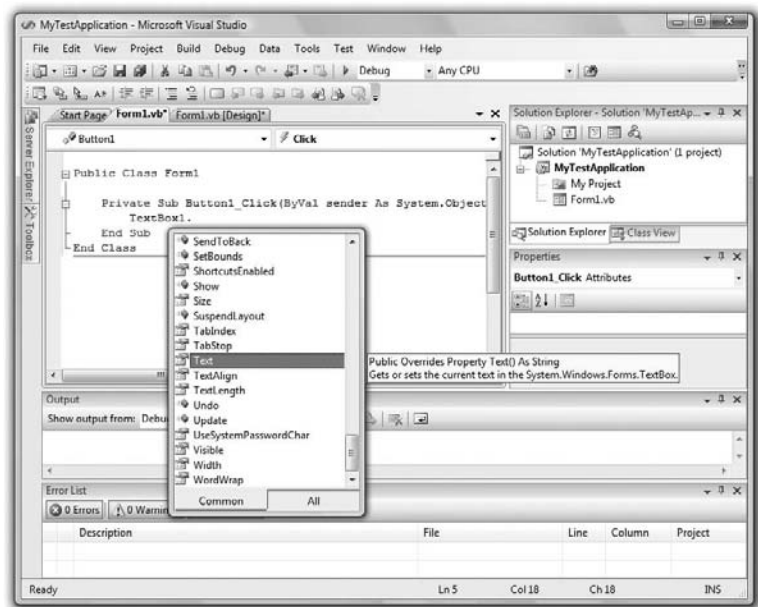 MyTestApplication - Microsoft Visual Studio
File Edit View Project Build Debug Data Tools Test Window Help
Debug Any CPU
Start Page Form1.vb* Form1.vb [Design]*
Button1 Click
Public Class Form1
Private Sub Button1_Click(ByVal sender As System.Object
TextBox1.
End Sub
End Class
Server Explorer
Toolbox
SendToBack
SetBounds
ShortcutsEnabled
Show
Size
SuspendLayout
TabIndex
TabStop
Text
TextAlign
TextLength
Undo
Update
UseSystemPasswordChar
Visible
Width
WordWrap
Common All
Public Overrides Property Text() As String
Gets or sets the current text in the System.Windows.Forms.TextBox.
Solution Explorer - Solution 'MyTestAp...
Solution 'MyTestApplication' (1 project)
MyTestApplication
My Project
Form1.vb
Solution Explorer Class View
Properties
Button1_Click Attributes
Output
Show output from: Debu
Error List
0 Errors 0 Warnin
Description File Line Column Project
Ready Ln 5 Col 18 Ch 18 INS